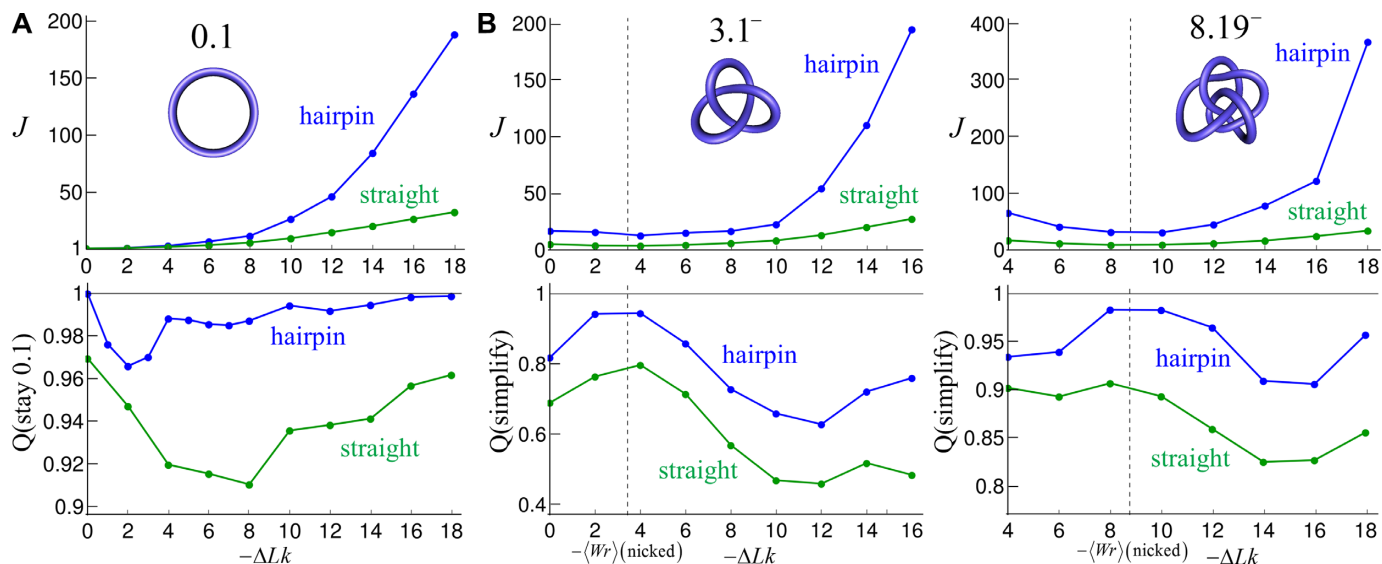 A
0.1
200
150
J
100
50
1
hairpin
straight
0 2 4 6 8 10 12 14 16 18
1
0.98
0.96
0.94
0.92
0.9
Q(stay 0.1)
hairpin
straight
0 2 4 6 8 10 12 14 16 18
−ΔLk
B
3.1⁻
200
150
J
100
50
0
hairpin
straight
0 2 4 6 8 10 12 14 16
1
0.8
0.6
0.4
Q(simplify)
hairpin
straight
0 2 4 6 8 10 12 14 16
−⟨Wr⟩(nicked) −ΔLk
8.19⁻
400
300
J
200
100
0
hairpin
straight
4 6 8 10 12 14 16 18
1
0.95
0.9
0.85
0.8
Q(simplify)
hairpin
straight
4 6 8 10 12 14 16 18
−⟨Wr⟩(nicked) −ΔLk